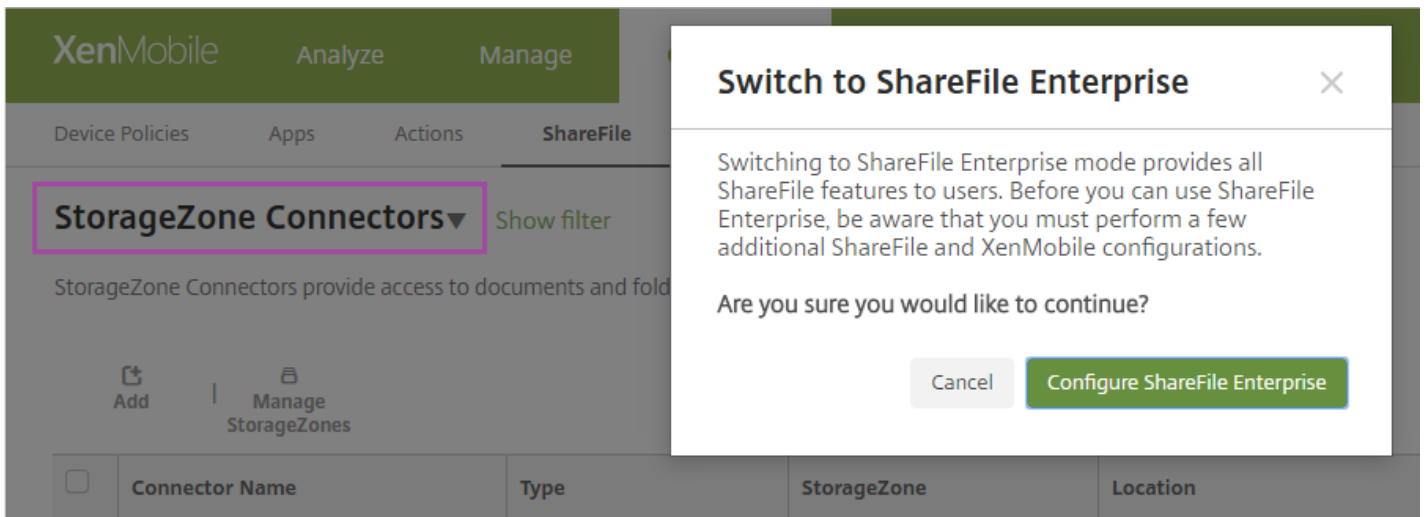 XenMobile Analyze Manage
Device Policies Apps Actions ShareFile
StorageZone Connectors▼ Show filter
StorageZone Connectors provide access to documents and fold
Add | Manage
StorageZones
Connector Name Type StorageZone Location
Switch to ShareFile Enterprise ×
Switching to ShareFile Enterprise mode provides all
ShareFile features to users. Before you can use ShareFile
Enterprise, be aware that you must perform a few
additional ShareFile and XenMobile configurations.
Are you sure you would like to continue?
Cancel Configure ShareFile Enterprise